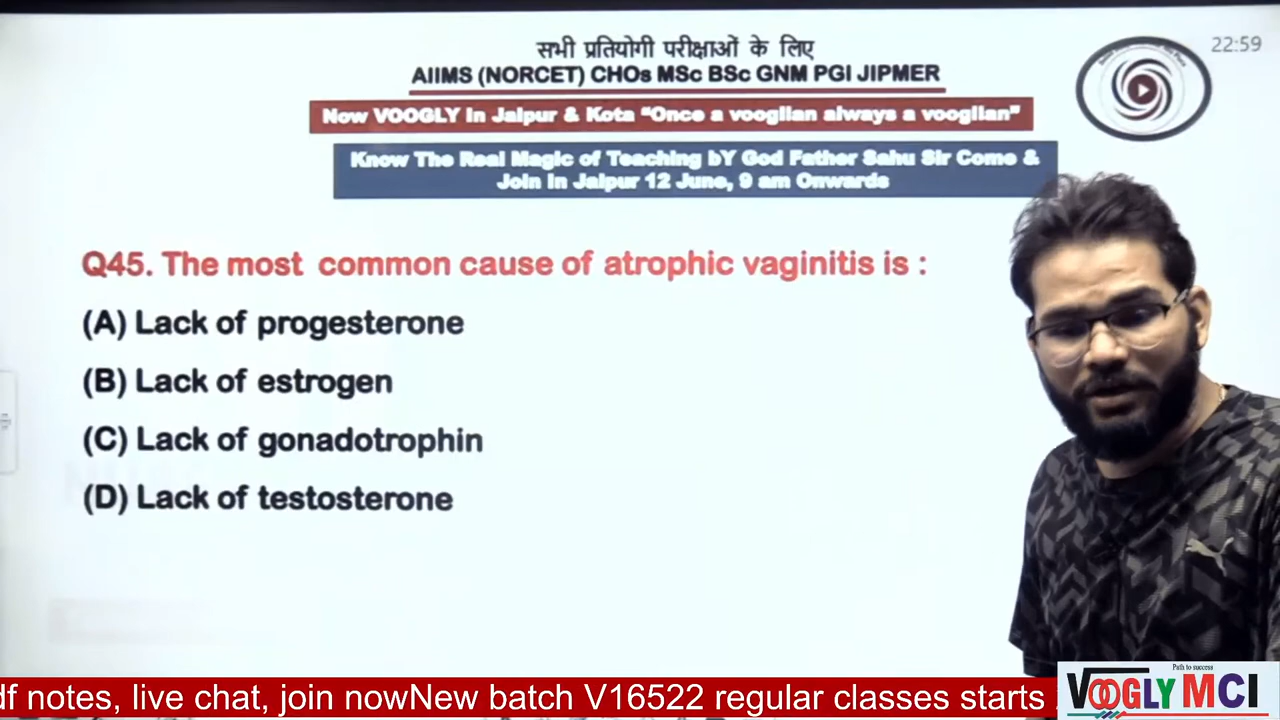 सभी प्रतियोगी परीक्षाओं के लिए
22:59
AIIMS (NORCET) CHOs MSc BSc GNM PGI JIPMER
Now VOOGLY in Jaipur & Kota “Once a vooglian always a vooglian”
Know The Real Magic of Teaching bY God Father Sahu Sir Come &
Join in Jaipur 12 June, 9 am Onwards
Q45. The most common cause of atrophic vaginitis is :
(A) Lack of progesterone
(B) Lack of estrogen
(C) Lack of gonadotrophin
(D) Lack of testosterone
Path to success
VOOGLY MCI
df notes, live chat, join nowNew batch V16522 regular classes starts